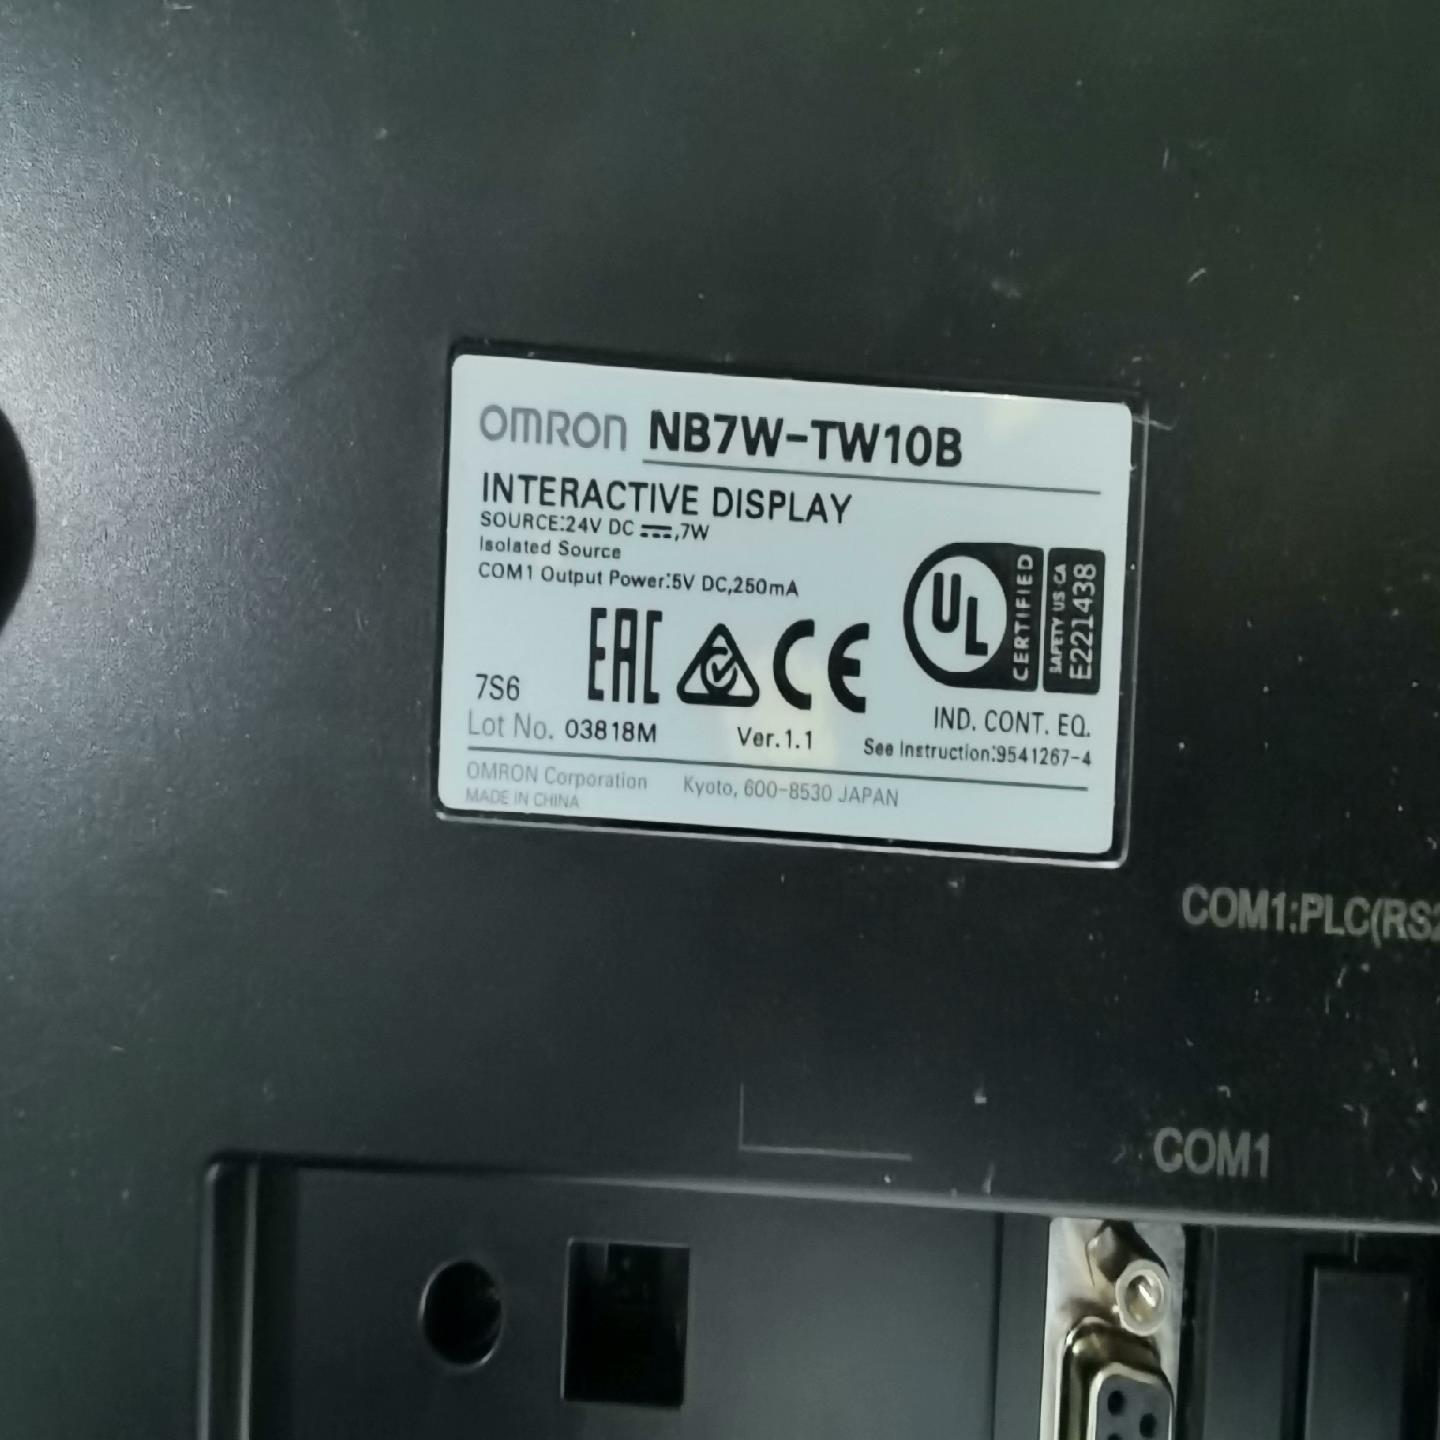 OMRON NB7W-TW10B
INTERACTIVE DISPLAY
SOURCE:24V DC ⎓,7W
Isolated Source
COM1 Output Power:5V DC,250mA
EAC CE
UL CERTIFIED
SAFETY US CA
E221438
7S6
IND. CONT. EQ.
Lot No. 03818M Ver.1.1 See Instruction:9541267-4
OMRON Corporation Kyoto, 600-8530 JAPAN
MADE IN CHINA
COM1:PLC(RS2
COM1